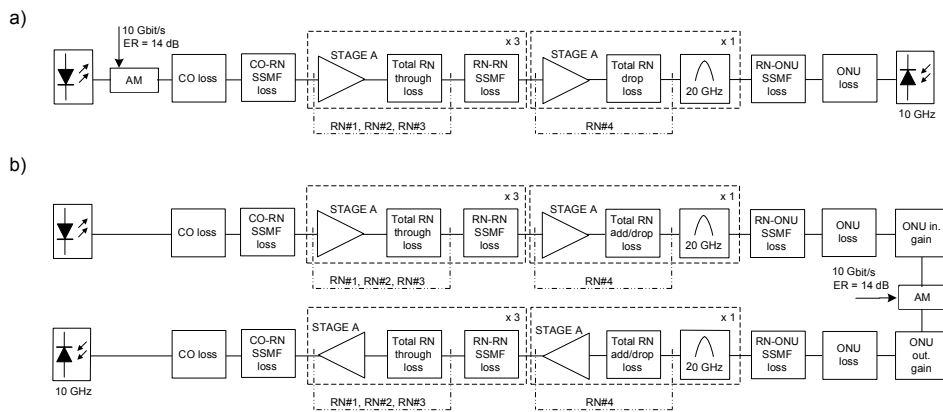 a)
10 Gbit/s
ER = 14 dB
AM
CO loss
CO-RN
SSMF
loss
x 3
STAGE A
Total RN
through
loss
RN-RN
SSMF
loss
RN#1, RN#2, RN#3
x 1
STAGE A
Total RN
drop
loss
20 GHz
RN#4
RN-ONU
SSMF
loss
ONU
loss
10 GHz
b)
CO loss
CO-RN
SSMF
loss
x 3
STAGE A
Total RN
through
loss
RN-RN
SSMF
loss
RN#1, RN#2, RN#3
x 1
STAGE A
Total RN
add/drop
loss
20 GHz
RN#4
RN-ONU
SSMF
loss
ONU
loss
ONU in.
gain
10 Gbit/s
ER = 14 dB
AM
10 GHz
CO loss
CO-RN
SSMF
loss
x 3
STAGE A
Total RN
through
loss
RN-RN
SSMF
loss
RN#1, RN#2, RN#3
x 1
STAGE A
Total RN
add/drop
loss
20 GHz
RN#4
RN-ONU
SSMF
loss
ONU
loss
ONU
out.
gain